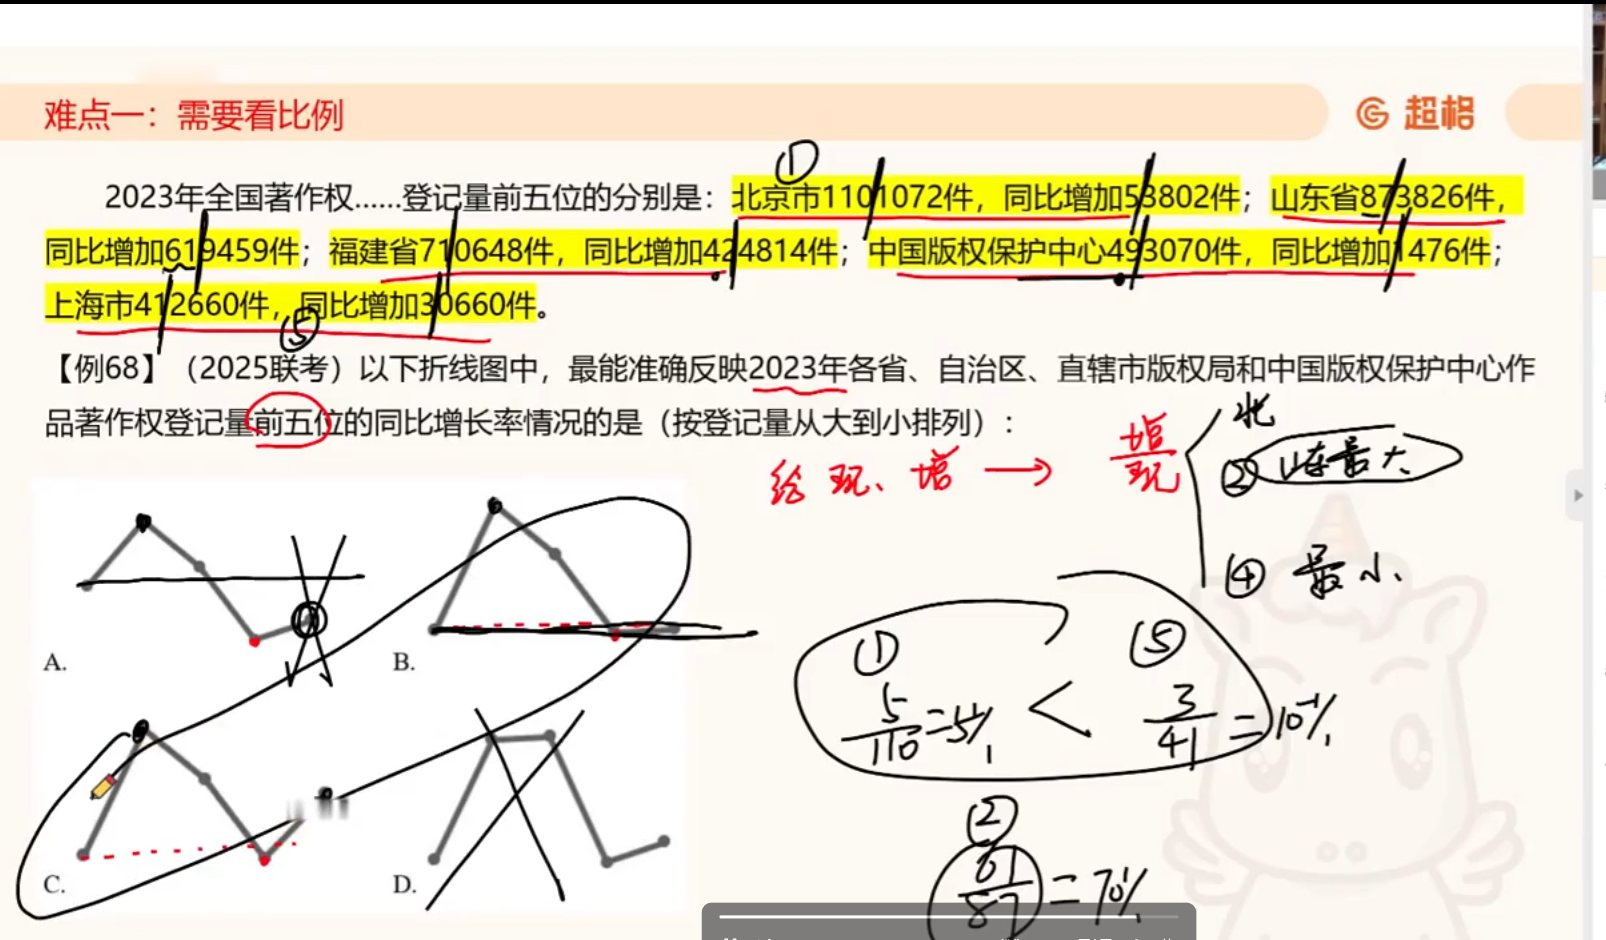 难点一：需要看比例
超格
①
2023年全国著作权……登记量前五位的分别是：北京市1101072件，同比增加53802件；山东省873826件，
同比增加619459件；福建省710648件，同比增加424814件；中国版权保护中心493070件，同比增加1476件；
上海市412660件，同比增加30660件。
⑤
【例68】（2025联考）以下折线图中，最能准确反映2023年各省、自治区、直辖市版权局和中国版权保护中心作
品著作权登记量前五位的同比增长率情况的是（按登记量从大到小排列）：
给现、增 → 增/现
北
② 山东最大
④ 最小
① ⑤
5/110=5% < 3/41=10⁻%
②
61/87=70%
A. B.
C. D.